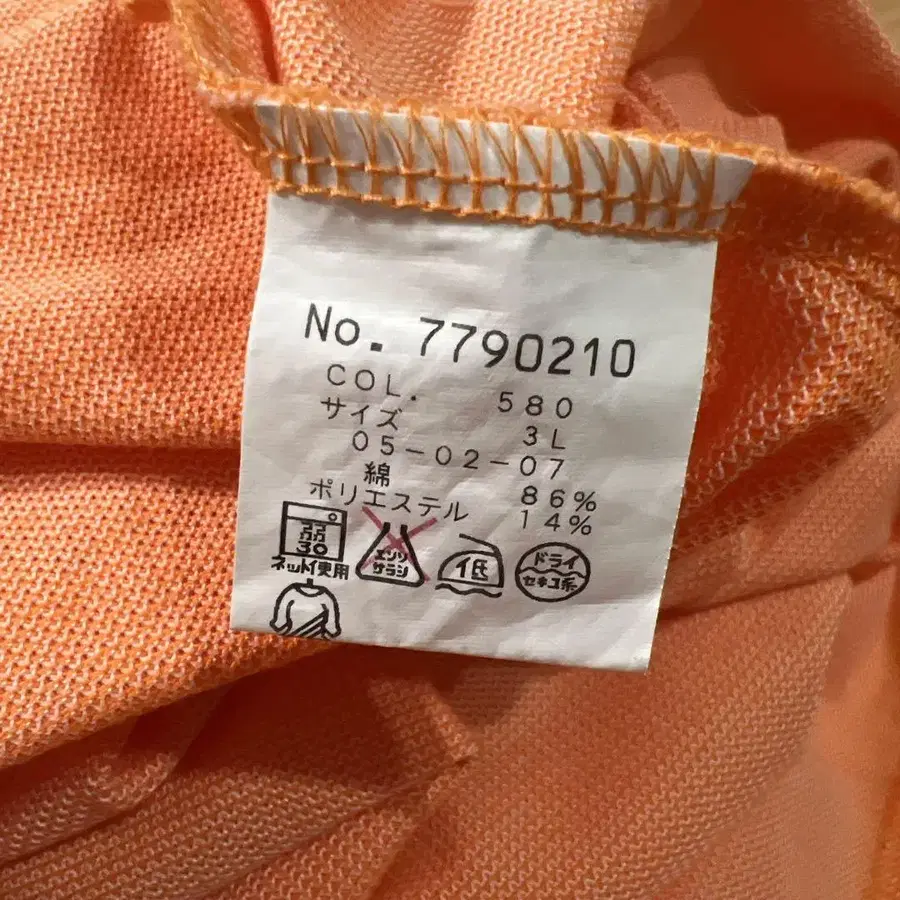 No. 7790210
COL. 580
サイズ 3L
05-02-07
綿 86%
ポリエステル 14%
弱
30
ネット使用
エンソ
サラシ
低
ドライ
セキユ系